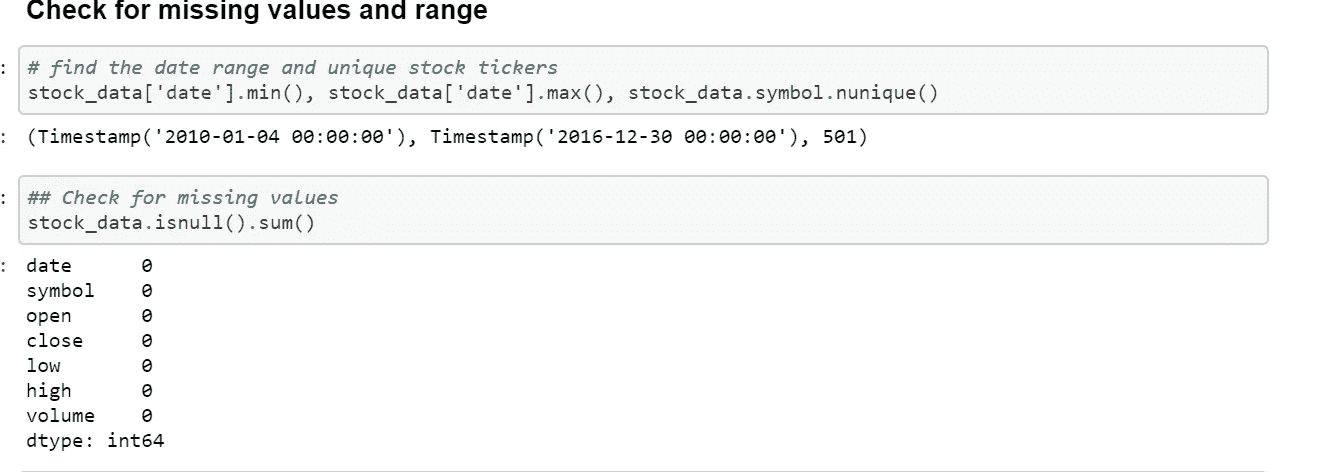 Check for missing values and range
: # find the date range and unique stock tickers
stock_data['date'].min(), stock_data['date'].max(), stock_data.symbol.nunique()
: (Timestamp('2010-01-04 00:00:00'), Timestamp('2016-12-30 00:00:00'), 501)
: ## Check for missing values
stock_data.isnull().sum()
: date      0
symbol    0
open      0
close     0
low       0
high      0
volume    0
dtype: int64